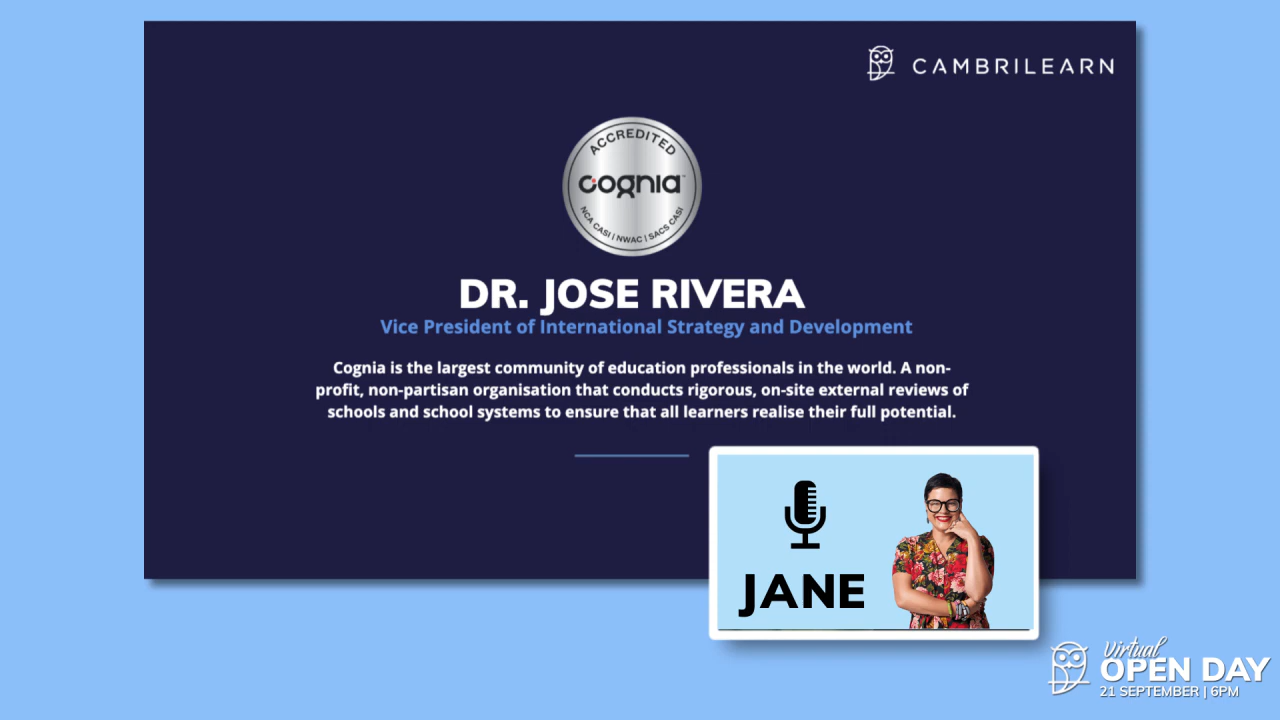 CAMBRILEARN
ACCREDITED
cognia™
NCA CASI | NWAC | SACS CASI
DR. JOSE RIVERA
Vice President of International Strategy and Development
Cognia is the largest community of education professionals in the world. A non-
profit, non-partisan organisation that conducts rigorous, on-site external reviews of
schools and school systems to ensure that all learners realise their full potential.
JANE
Virtual
OPEN DAY
21 SEPTEMBER | 6PM